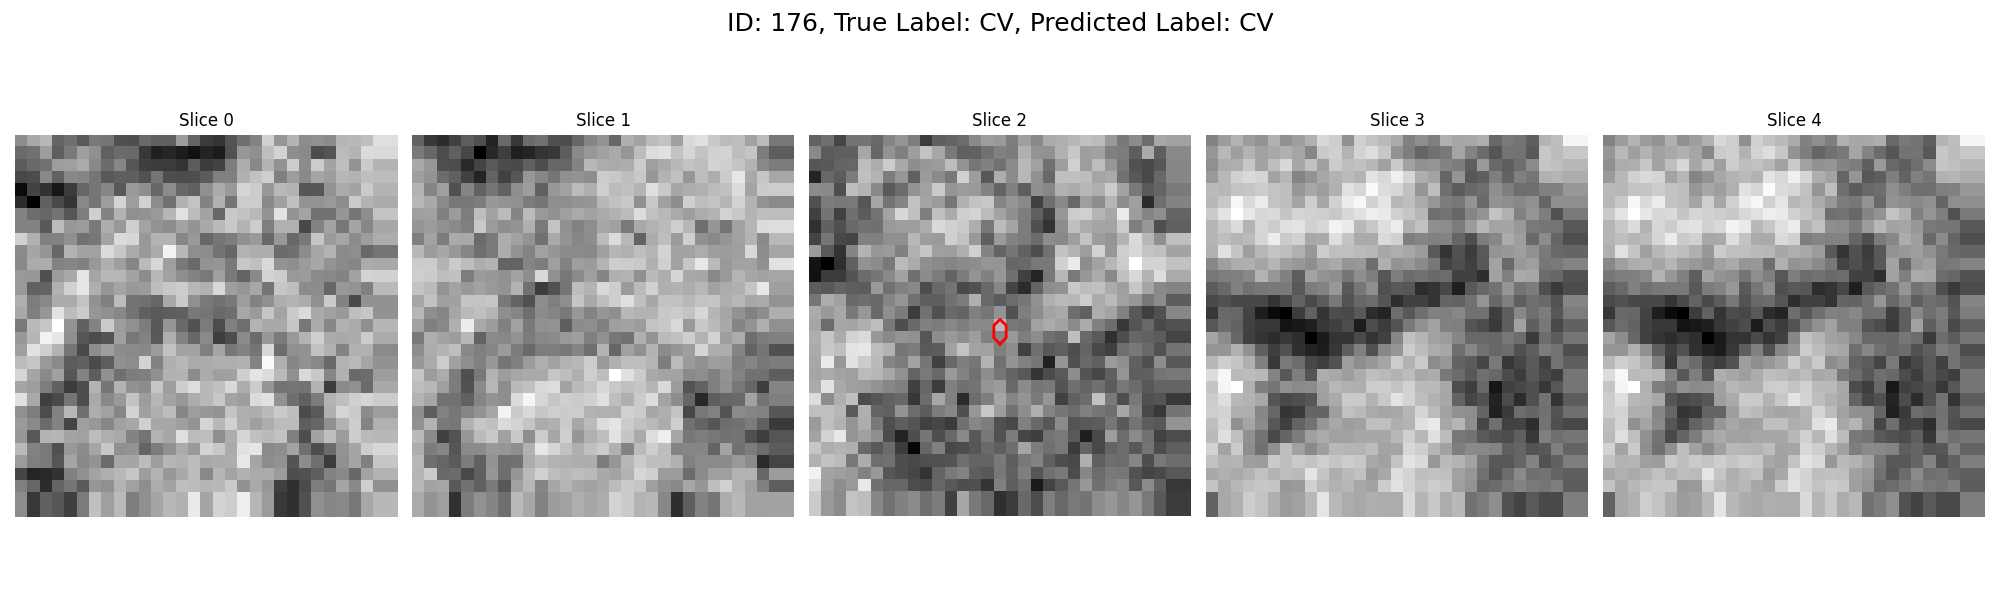 ID: 176, True Label: CV, Predicted Label: CV
Slice 0
Slice 1
Slice 2
Slice 3
Slice 4